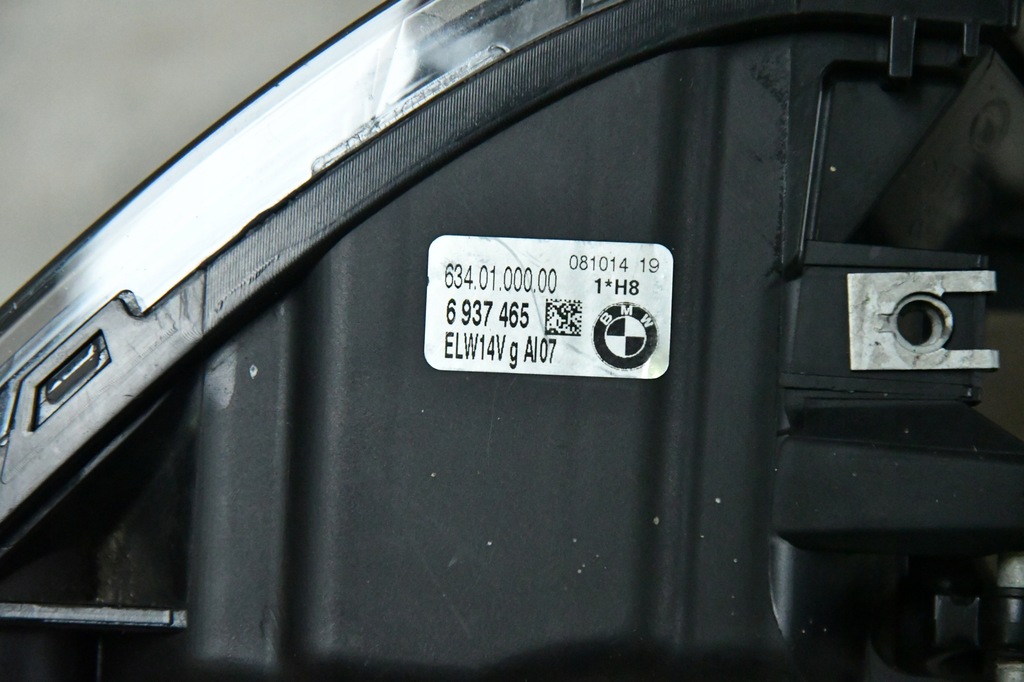 634.01.000.00
081014 19
1*H8
6 937 465
ELW14V g AI07
BMW